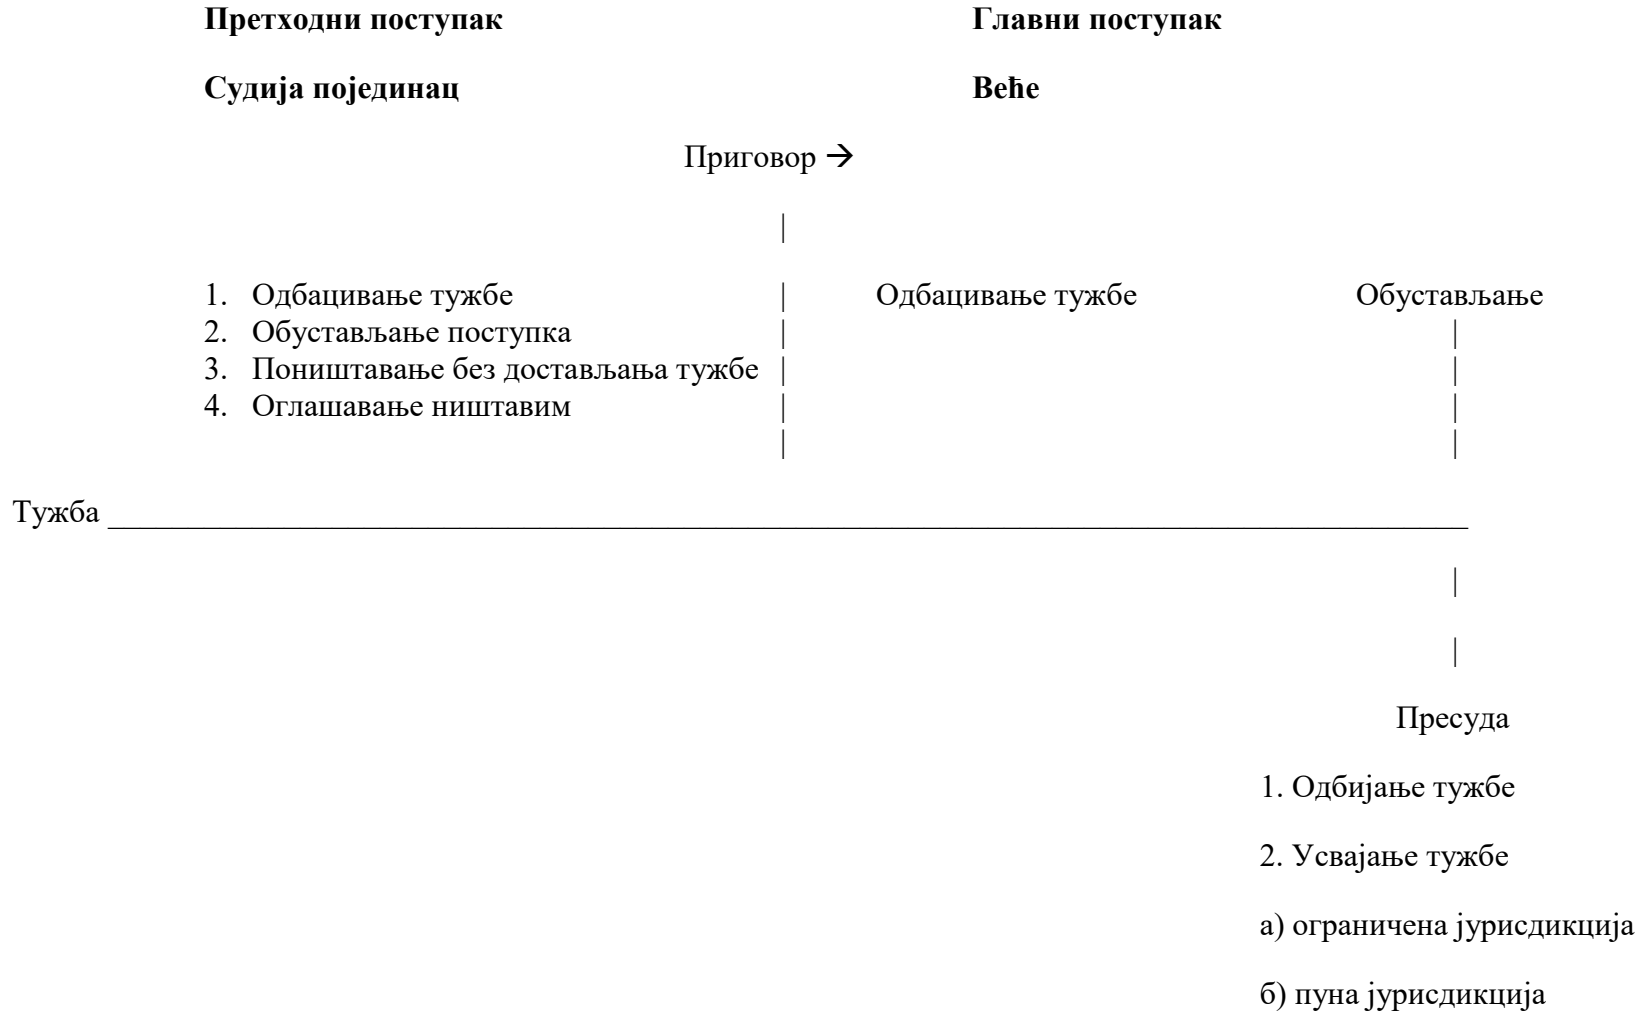 Претходни поступак Главни поступак
Судија појединац Веће
Приговор →
|
1. Одбацивање тужбе | Одбацивање тужбе Обустављање
2. Обустављање поступка | |
3. Поништавање без достављања тужбе | |
4. Оглашавање ништавим | |
| |
Тужба _____________________________________________________________________________________
|
|
Пресуда
1. Одбијање тужбе
2. Усвајање тужбе
а) ограничена јурисдикција
б) пуна јурисдикција